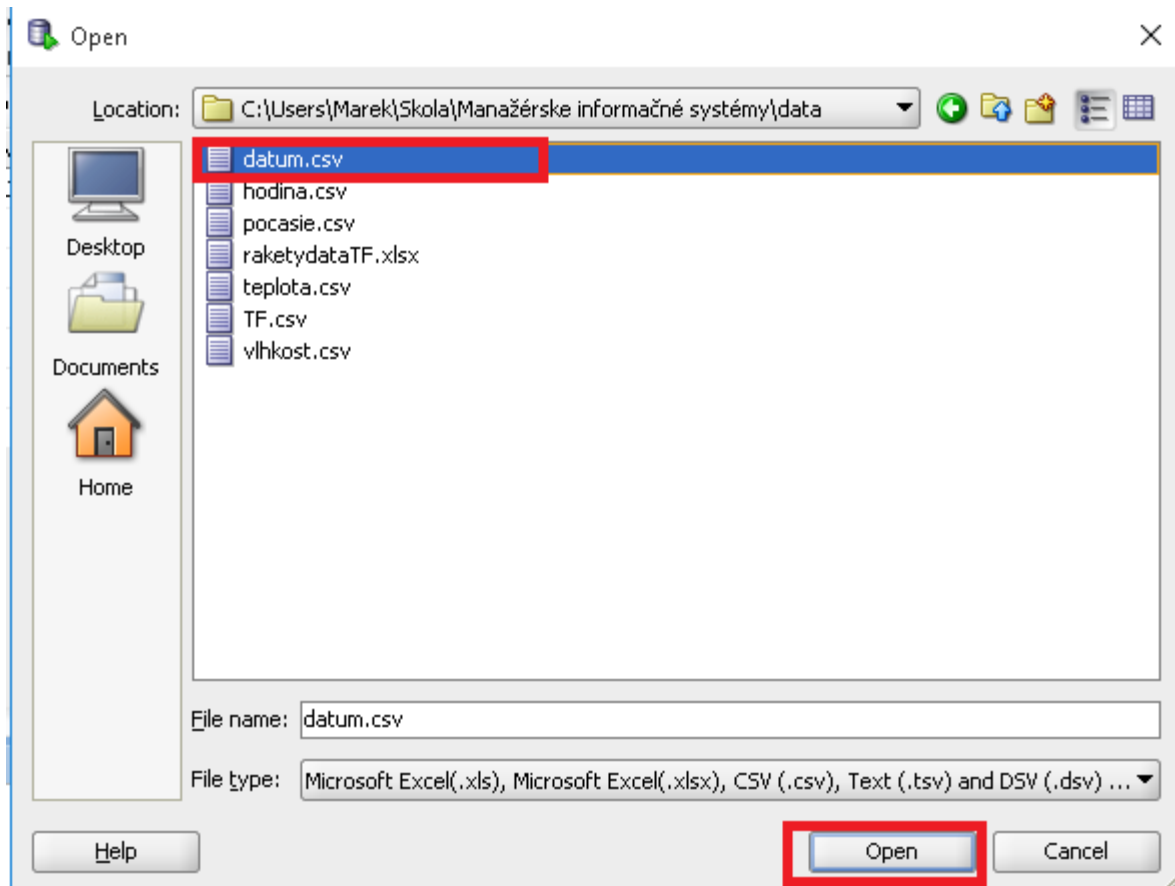 Open
Location: C:\Users\Marek\Skola\Manažérske informačné systémy\data
datum.csv
hodina.csv
pocasie.csv
raketydataTF.xlsx
teplota.csv
TF.csv
vlhkost.csv
Desktop
Documents
Home
File name: datum.csv
File type: Microsoft Excel(.xls), Microsoft Excel(.xlsx), CSV (.csv), Text (.tsv) and DSV (.dsv) ...
Help Open Cancel